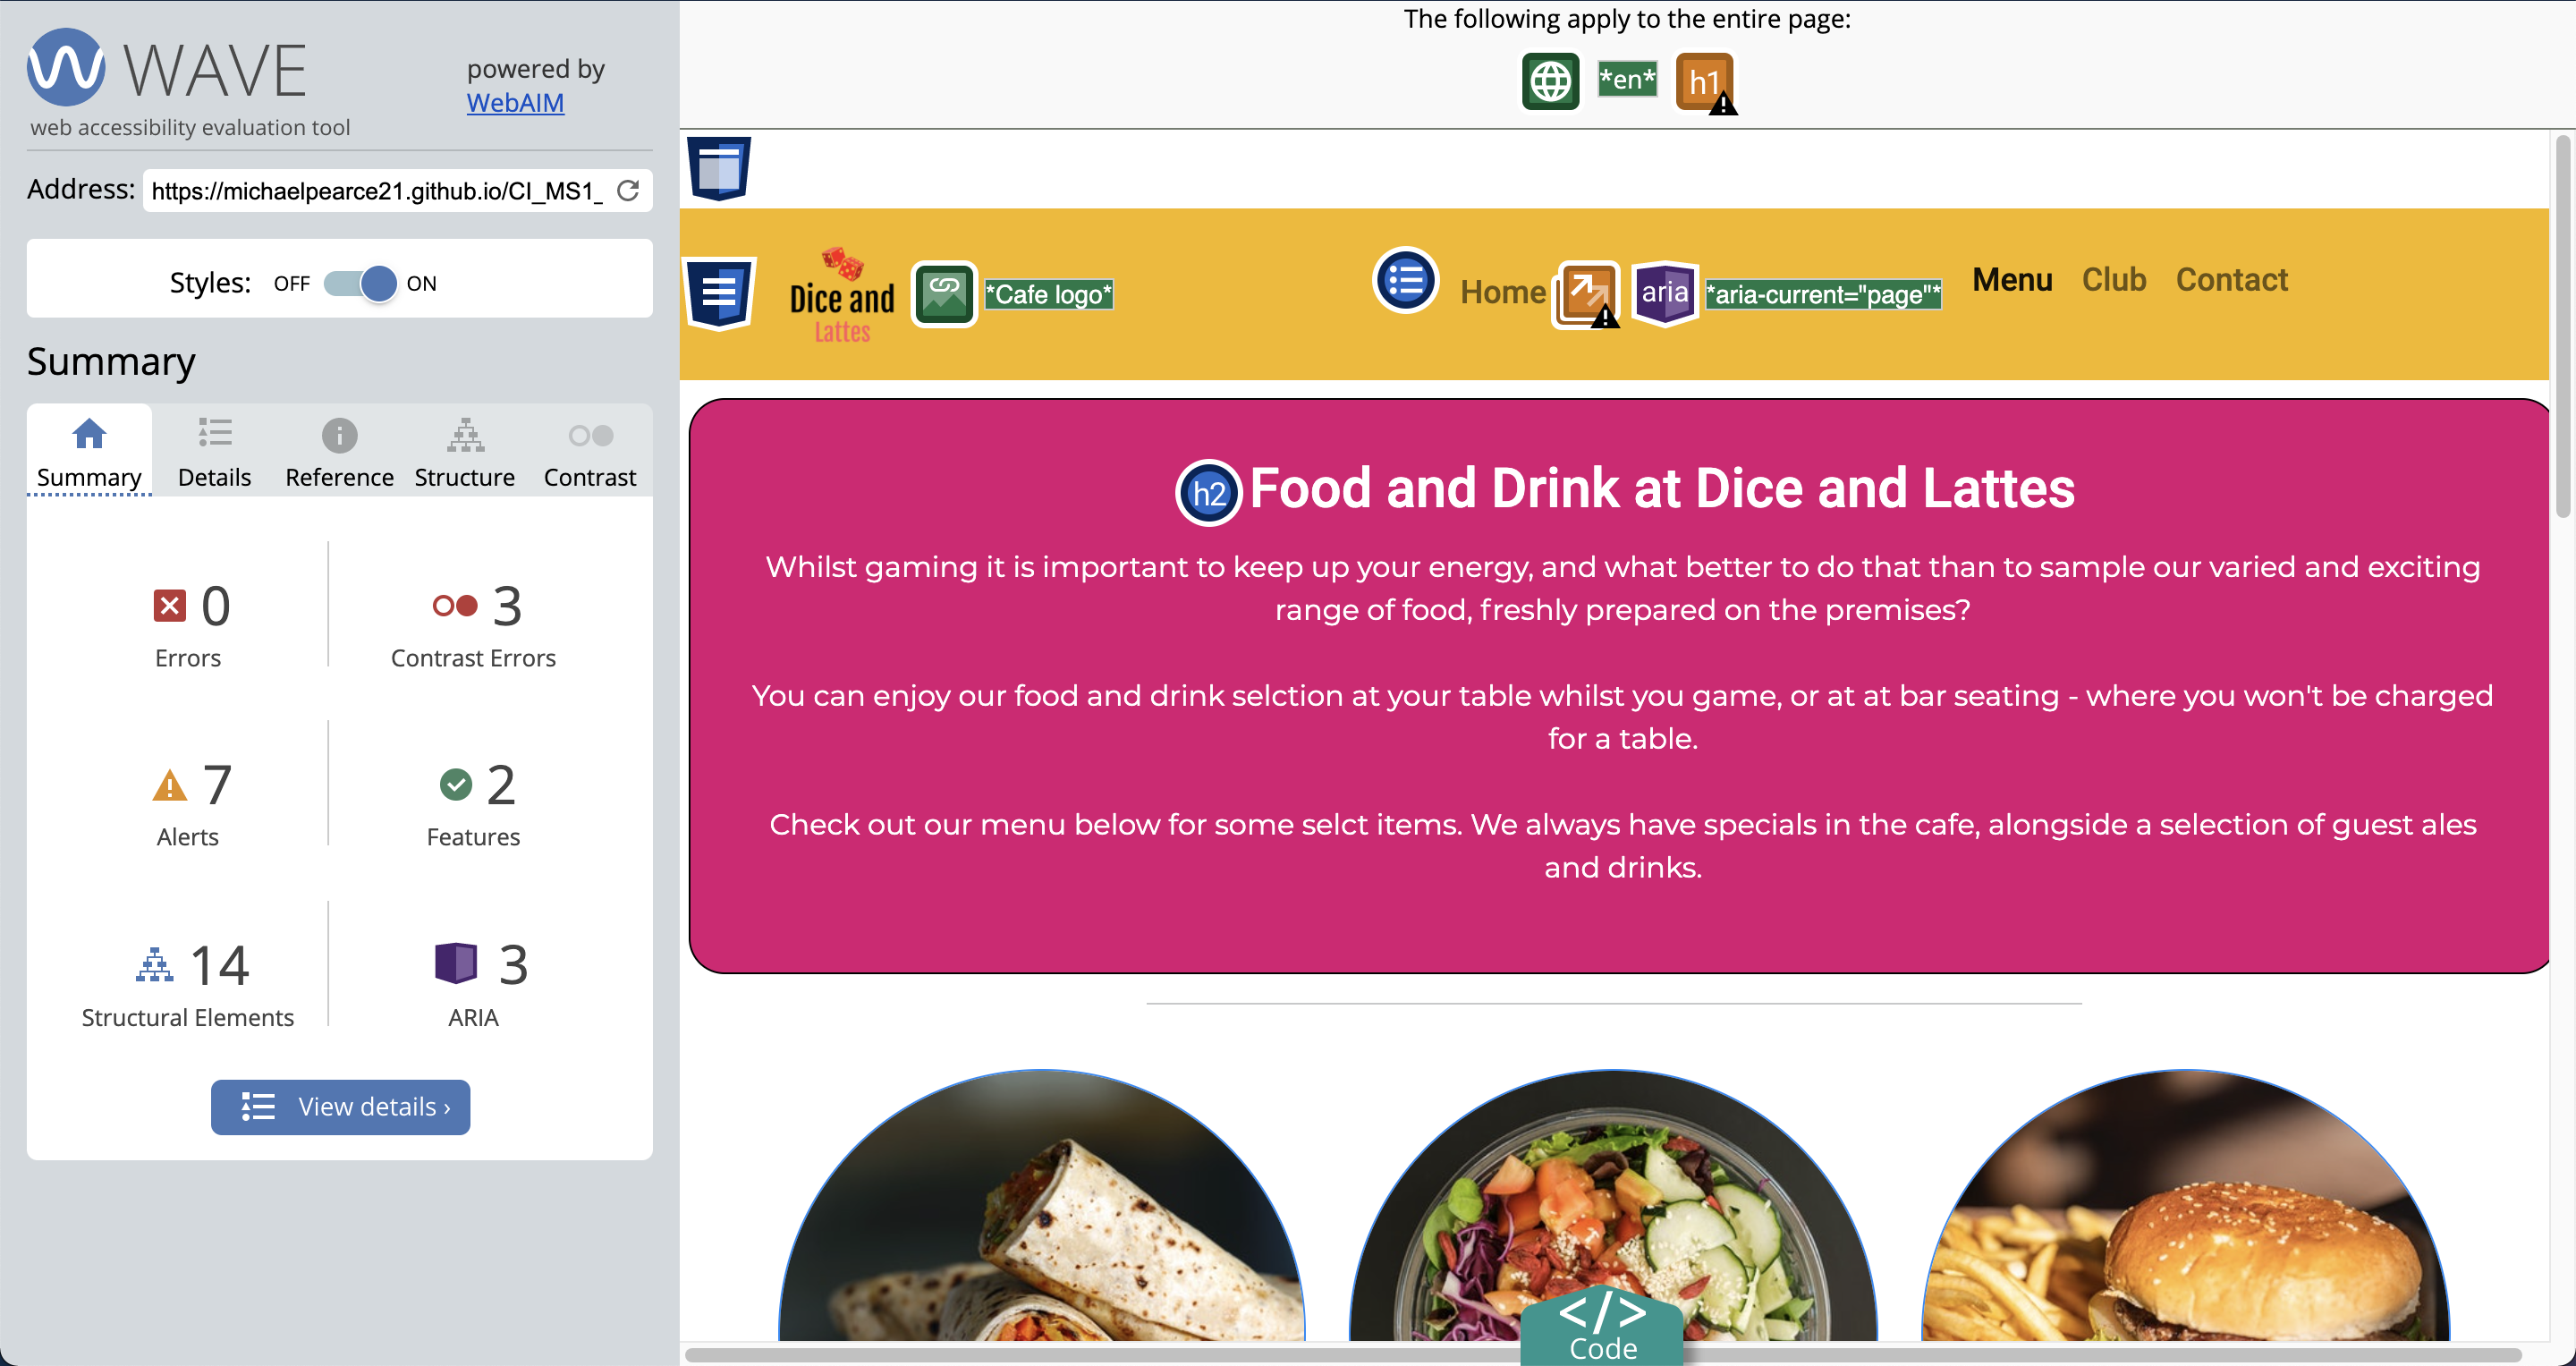 WAVE
web accessibility evaluation tool
powered by
WebAIM
Address: https://michaelpearce21.github.io/CI_MS1_
Styles: OFF ON
Summary
Summary Details Reference Structure Contrast
0
Errors
3
Contrast Errors
7
Alerts
2
Features
14
Structural Elements
3
ARIA
View details ›
The following apply to the entire page:
*en* h1
Dice and
Lattes
*Cafe logo*
Home aria *aria-current="page"* Menu Club Contact
h2 Food and Drink at Dice and Lattes
Whilst gaming it is important to keep up your energy, and what better to do that than to sample our varied and exciting
range of food, freshly prepared on the premises?
You can enjoy our food and drink selction at your table whilst you game, or at at bar seating - where you won't be charged
for a table.
Check out our menu below for some selct items. We always have specials in the cafe, alongside a selection of guest ales
and drinks.
</>
Code